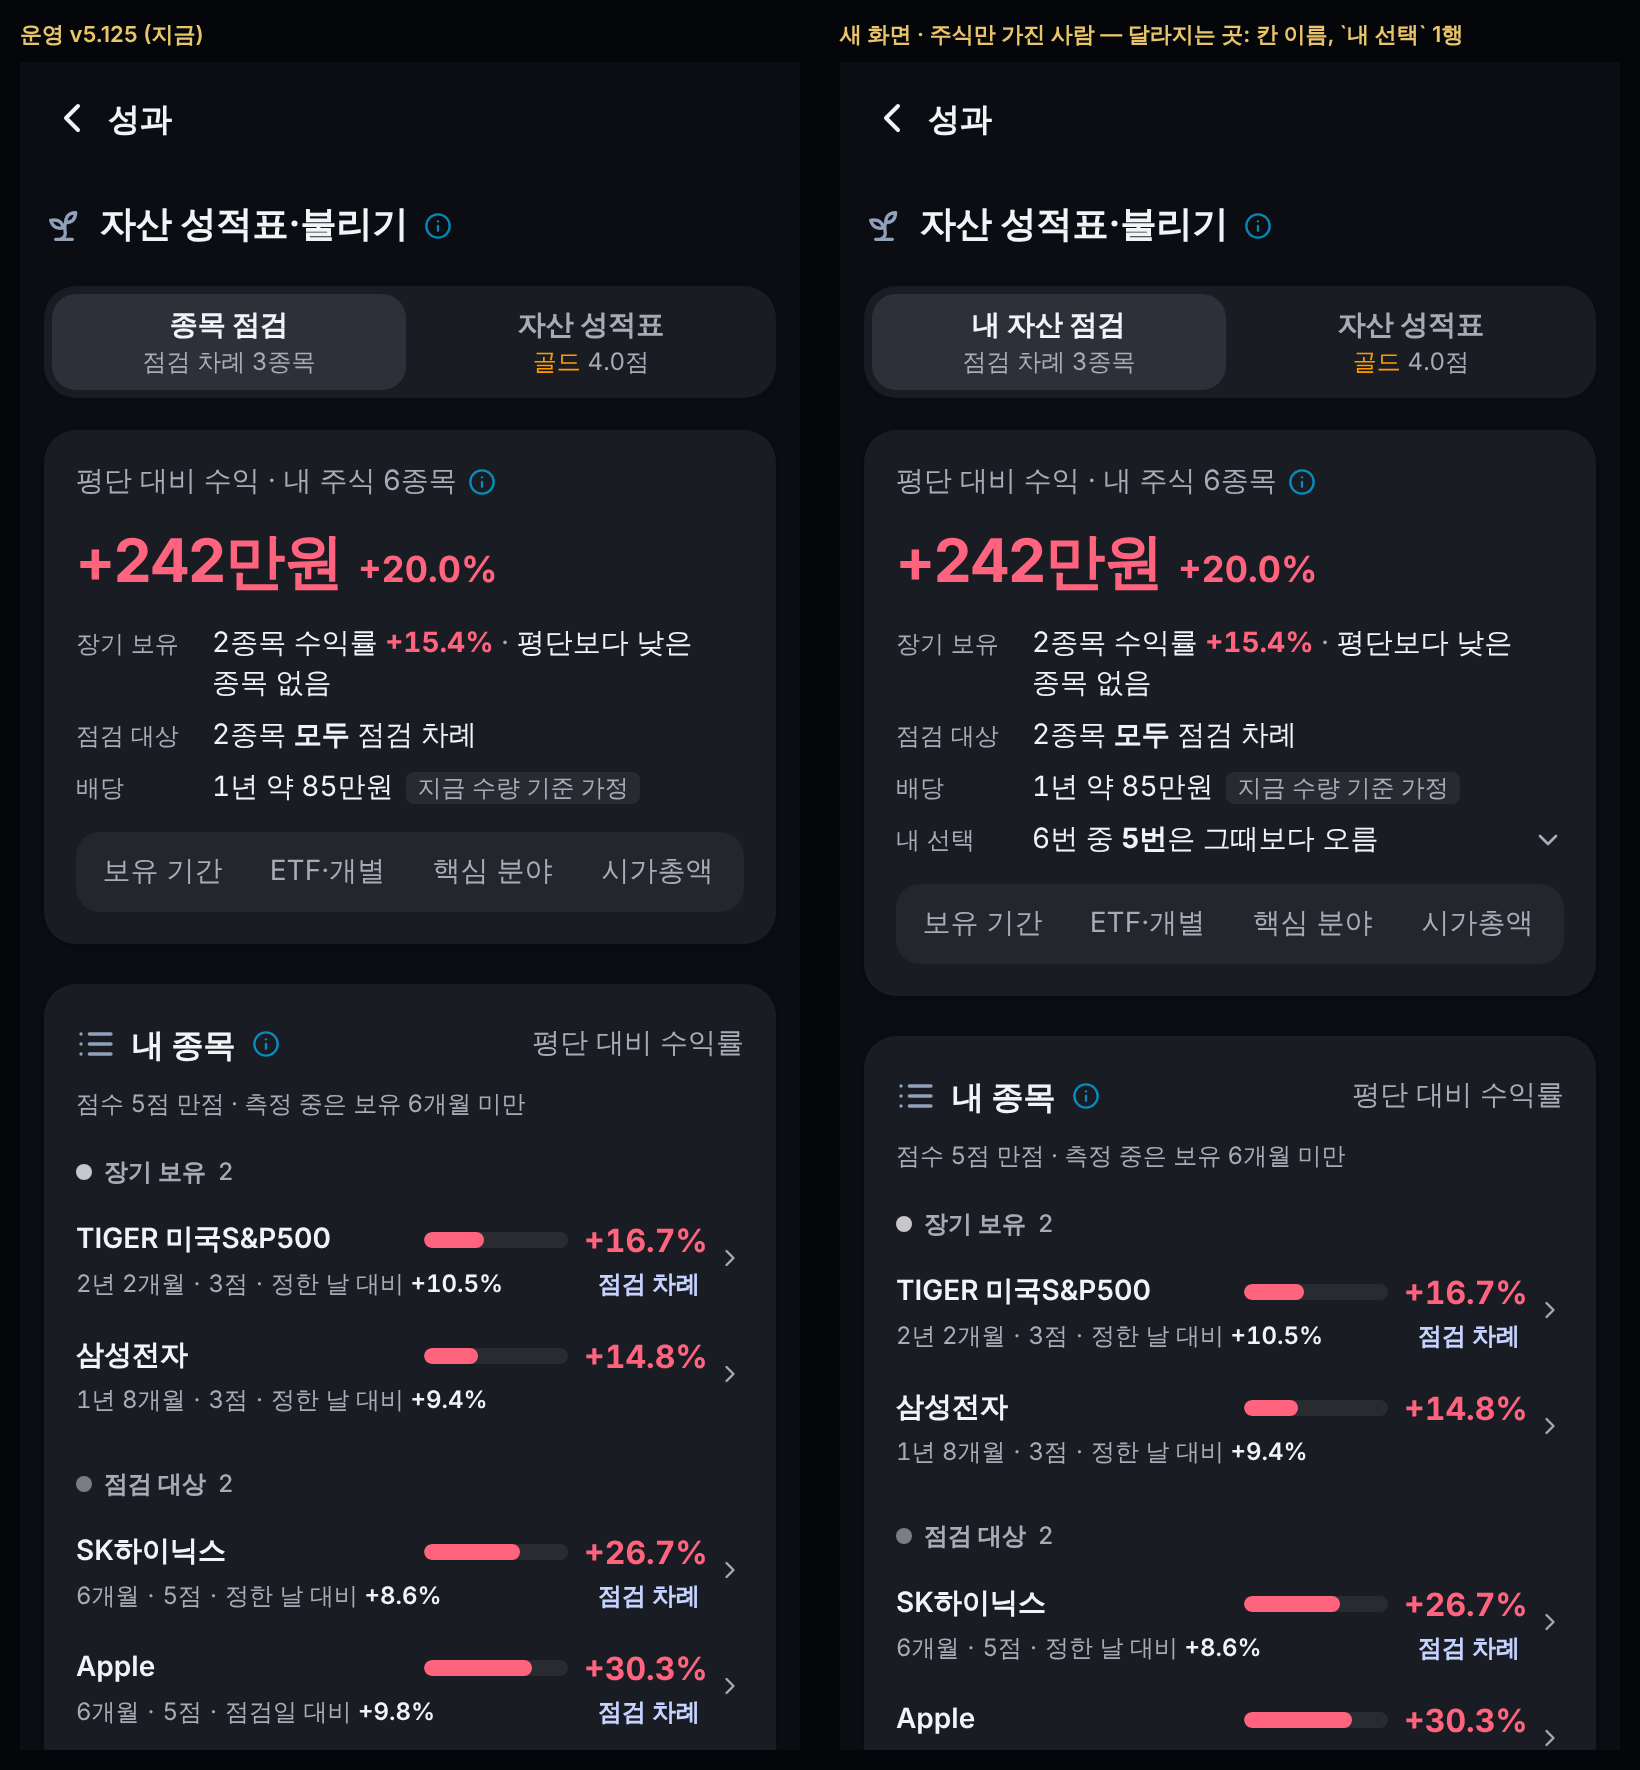 운영 v5.125 (지금)
성과
자산 성적표·불리기
종목 점검
점검 차례 3종목
자산 성적표
골드 4.0점
평단 대비 수익 · 내 주식 6종목
+242만원 +20.0%
장기 보유 2종목 수익률 +15.4% · 평단보다 낮은
종목 없음
점검 대상 2종목 모두 점검 차례
배당 1년 약 85만원 지금 수량 기준 가정
보유 기간 ETF·개별 핵심 분야 시가총액
내 종목 평단 대비 수익률
점수 5점 만점 · 측정 중은 보유 6개월 미만
장기 보유 2
TIGER 미국S&P500 +16.7%
2년 2개월 · 3점 · 정한 날 대비 +10.5% 점검 차례
삼성전자 +14.8%
1년 8개월 · 3점 · 정한 날 대비 +9.4%
점검 대상 2
SK하이닉스 +26.7%
6개월 · 5점 · 정한 날 대비 +8.6% 점검 차례
Apple +30.3%
6개월 · 5점 · 점검일 대비 +9.8% 점검 차례
새 화면 · 주식만 가진 사람 — 달라지는 곳: 칸 이름, `내 선택` 1행
성과
자산 성적표·불리기
내 자산 점검
점검 차례 3종목
자산 성적표
골드 4.0점
평단 대비 수익 · 내 주식 6종목
+242만원 +20.0%
장기 보유 2종목 수익률 +15.4% · 평단보다 낮은
종목 없음
점검 대상 2종목 모두 점검 차례
배당 1년 약 85만원 지금 수량 기준 가정
내 선택 6번 중 5번은 그때보다 오름
보유 기간 ETF·개별 핵심 분야 시가총액
내 종목 평단 대비 수익률
점수 5점 만점 · 측정 중은 보유 6개월 미만
장기 보유 2
TIGER 미국S&P500 +16.7%
2년 2개월 · 3점 · 정한 날 대비 +10.5% 점검 차례
삼성전자 +14.8%
1년 8개월 · 3점 · 정한 날 대비 +9.4%
점검 대상 2
SK하이닉스 +26.7%
6개월 · 5점 · 정한 날 대비 +8.6% 점검 차례
Apple +30.3%